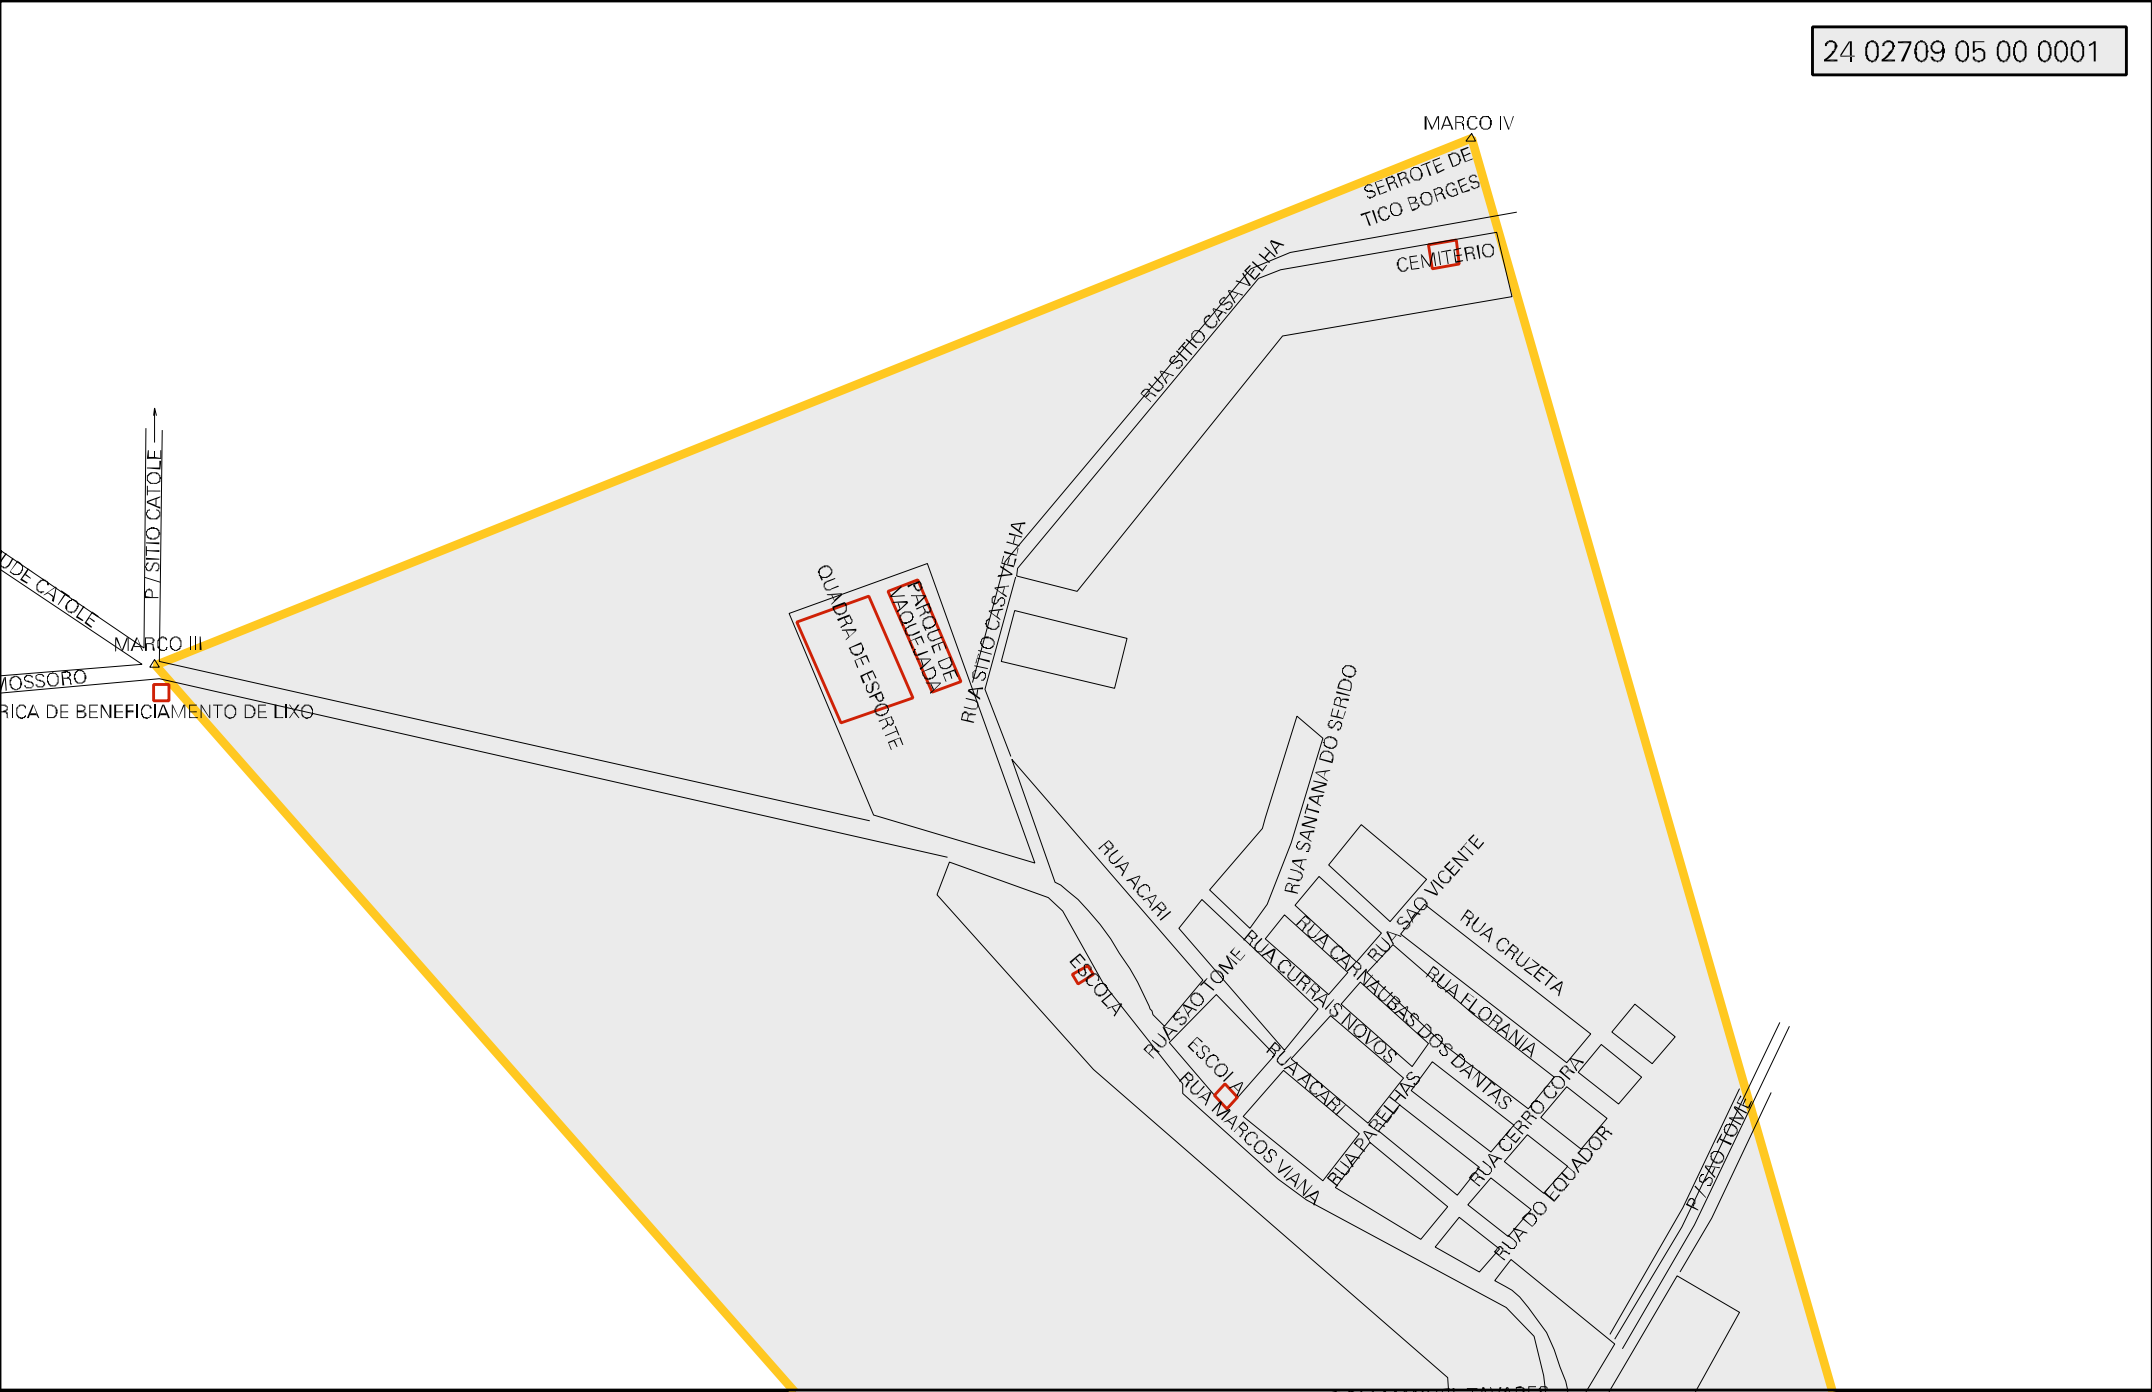 24 02709 05 00 0001
MARCO IV
SERROTE DE
TICO BORGES
CEMITERIO
RUA SITIO CASA VELHA
P / SITIO CATOLE
UDE CATOLE
MARCO III
MOSSORO
RICA DE BENEFICIAMENTO DE LIXO
QUADRA DE ESPORTE
PARQUE DE
VAQUEJADA
RUA SITIO CASA VELHA
RUA SANTANA DO SERIDO
RUA ACARI
RUA SAO VICENTE
RUA CRUZETA
RUA CARNAUBAS DOS DANTAS
RUA CURRAIS NOVOS
RUA FLORANIA
ESCOLA
RUA SAO TOME
ESCOLA
RUA ACARI
RUA MARCOS VIANA
RUA PARELHAS
RUA CERRO CORA
RUA DO EQUADOR
P / SAO TOME